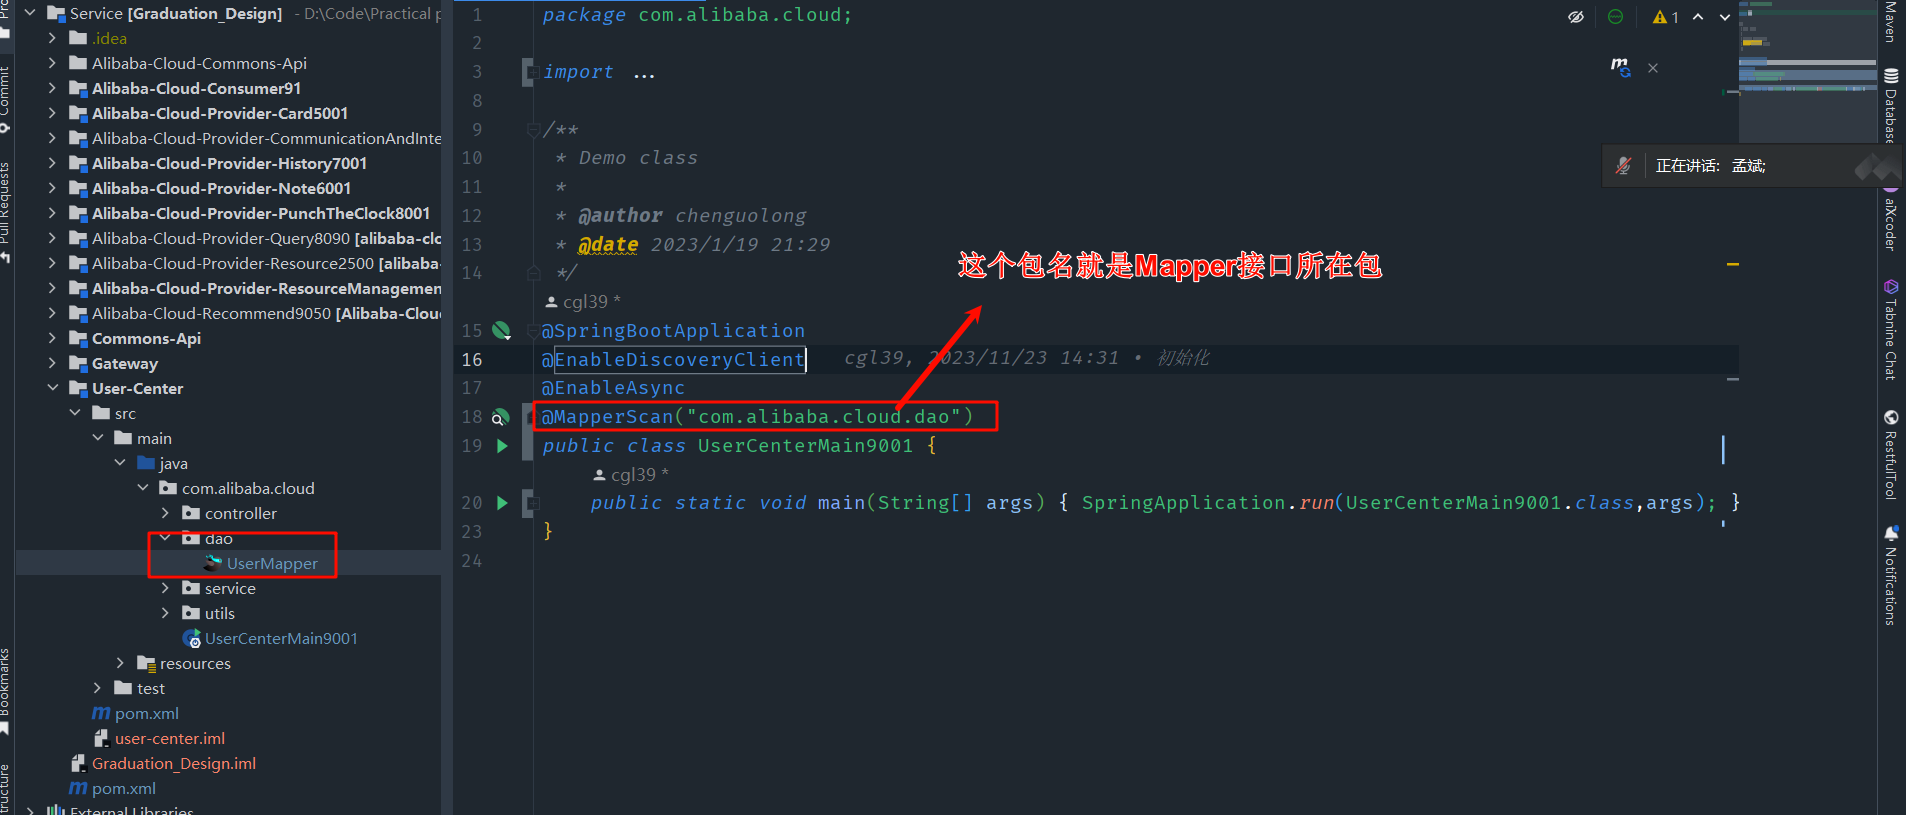 Service [Graduation_Design] - D:\Code\Practical p
.idea
Alibaba-Cloud-Commons-Api
Alibaba-Cloud-Consumer91
Alibaba-Cloud-Provider-Card5001
Alibaba-Cloud-Provider-CommunicationAndInte
Alibaba-Cloud-Provider-History7001
Alibaba-Cloud-Provider-Note6001
Alibaba-Cloud-Provider-PunchTheClock8001
Alibaba-Cloud-Provider-Query8090 [alibaba-clo
Alibaba-Cloud-Provider-Resource2500 [alibaba-
Alibaba-Cloud-Provider-ResourceManagemen
Alibaba-Cloud-Recommend9050 [Alibaba-Clou
Commons-Api
Gateway
User-Center
src
main
java
com.alibaba.cloud
controller
dao
UserMapper
service
utils
UserCenterMain9001
resources
test
pom.xml
user-center.iml
Graduation_Design.iml
pom.xml
External Libraries
Commit
Pull Requests
Bookmarks
ructure
1 package com.alibaba.cloud;
2
3 import ...
8
9 /**
10 * Demo class
11 *
12 * @author chenguolong
13 * @date 2023/1/19 21:29
14 */
cgl39 *
15 @SpringBootApplication
16 @EnableDiscoveryClient cgl39, 2023/11/23 14:31 • 初始化
17 @EnableAsync
18 @MapperScan("com.alibaba.cloud.dao")
19 public class UserCenterMain9001 {
cgl39 *
20 public static void main(String[] args) { SpringApplication.run(UserCenterMain9001.class,args); }
23 }
24
这个包名就是Mapper接口所在包
1
m
正在讲话: 孟斌;
Maven
Database
aiXcoder
Tabnine Chat
RestfulTool
Notifications